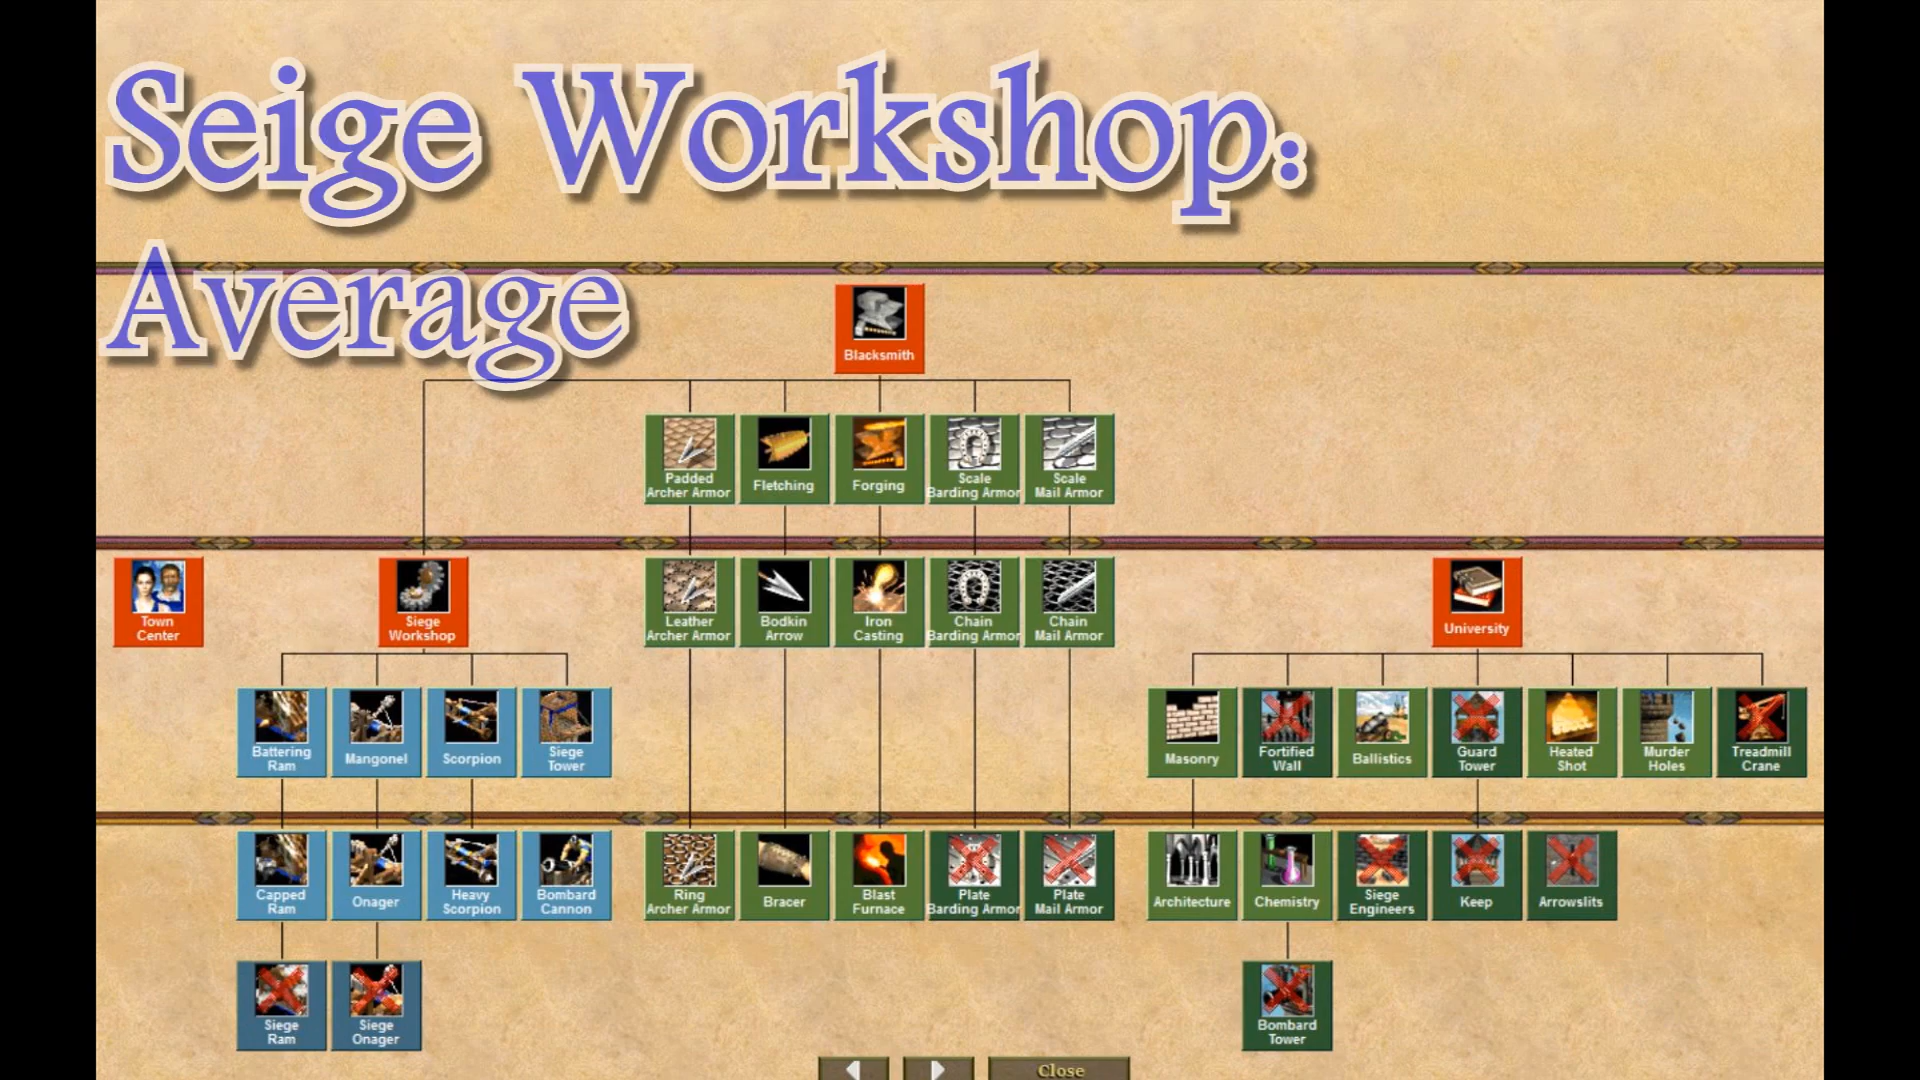 Seige Workshop:
Average
Blacksmith
Padded
Archer Armor
Fletching
Forging
Scale
Barding Armor
Scale
Mail Armor
Town
Center
Siege
Workshop
Leather
Archer Armor
Bodkin
Arrow
Iron
Casting
Chain
Barding Armor
Chain
Mail Armor
University
Battering
Ram
Mangonel
Scorpion
Siege
Tower
Masonry
Fortified
Wall
Ballistics
Guard
Tower
Heated
Shot
Murder
Holes
Treadmill
Crane
Capped
Ram
Onager
Heavy
Scorpion
Bombard
Cannon
Ring
Archer Armor
Bracer
Blast
Furnace
Plate
Barding Armor
Plate
Mail Armor
Architecture
Chemistry
Siege
Engineers
Keep
Arrowslits
Siege
Ram
Siege
Onager
Bombard
Tower
Close